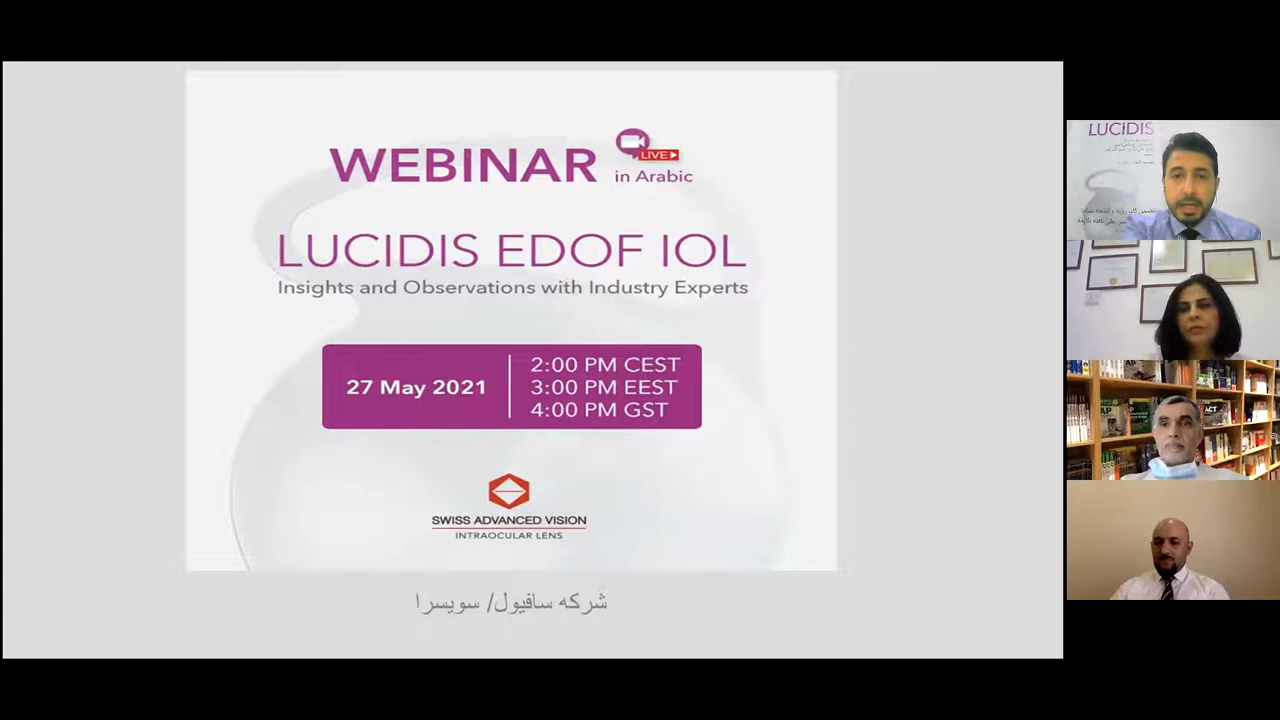 WEBINAR
LIVE
in Arabic
LUCIDIS EDOF IOL
Insights and Observations with Industry Experts
27 May 2021
2:00 PM CEST
3:00 PM EEST
4:00 PM GST
SWISS ADVANCED VISION
INTRAOCULAR LENS
شركه سافيول/ سويسرا
LUCIDIS
ACT